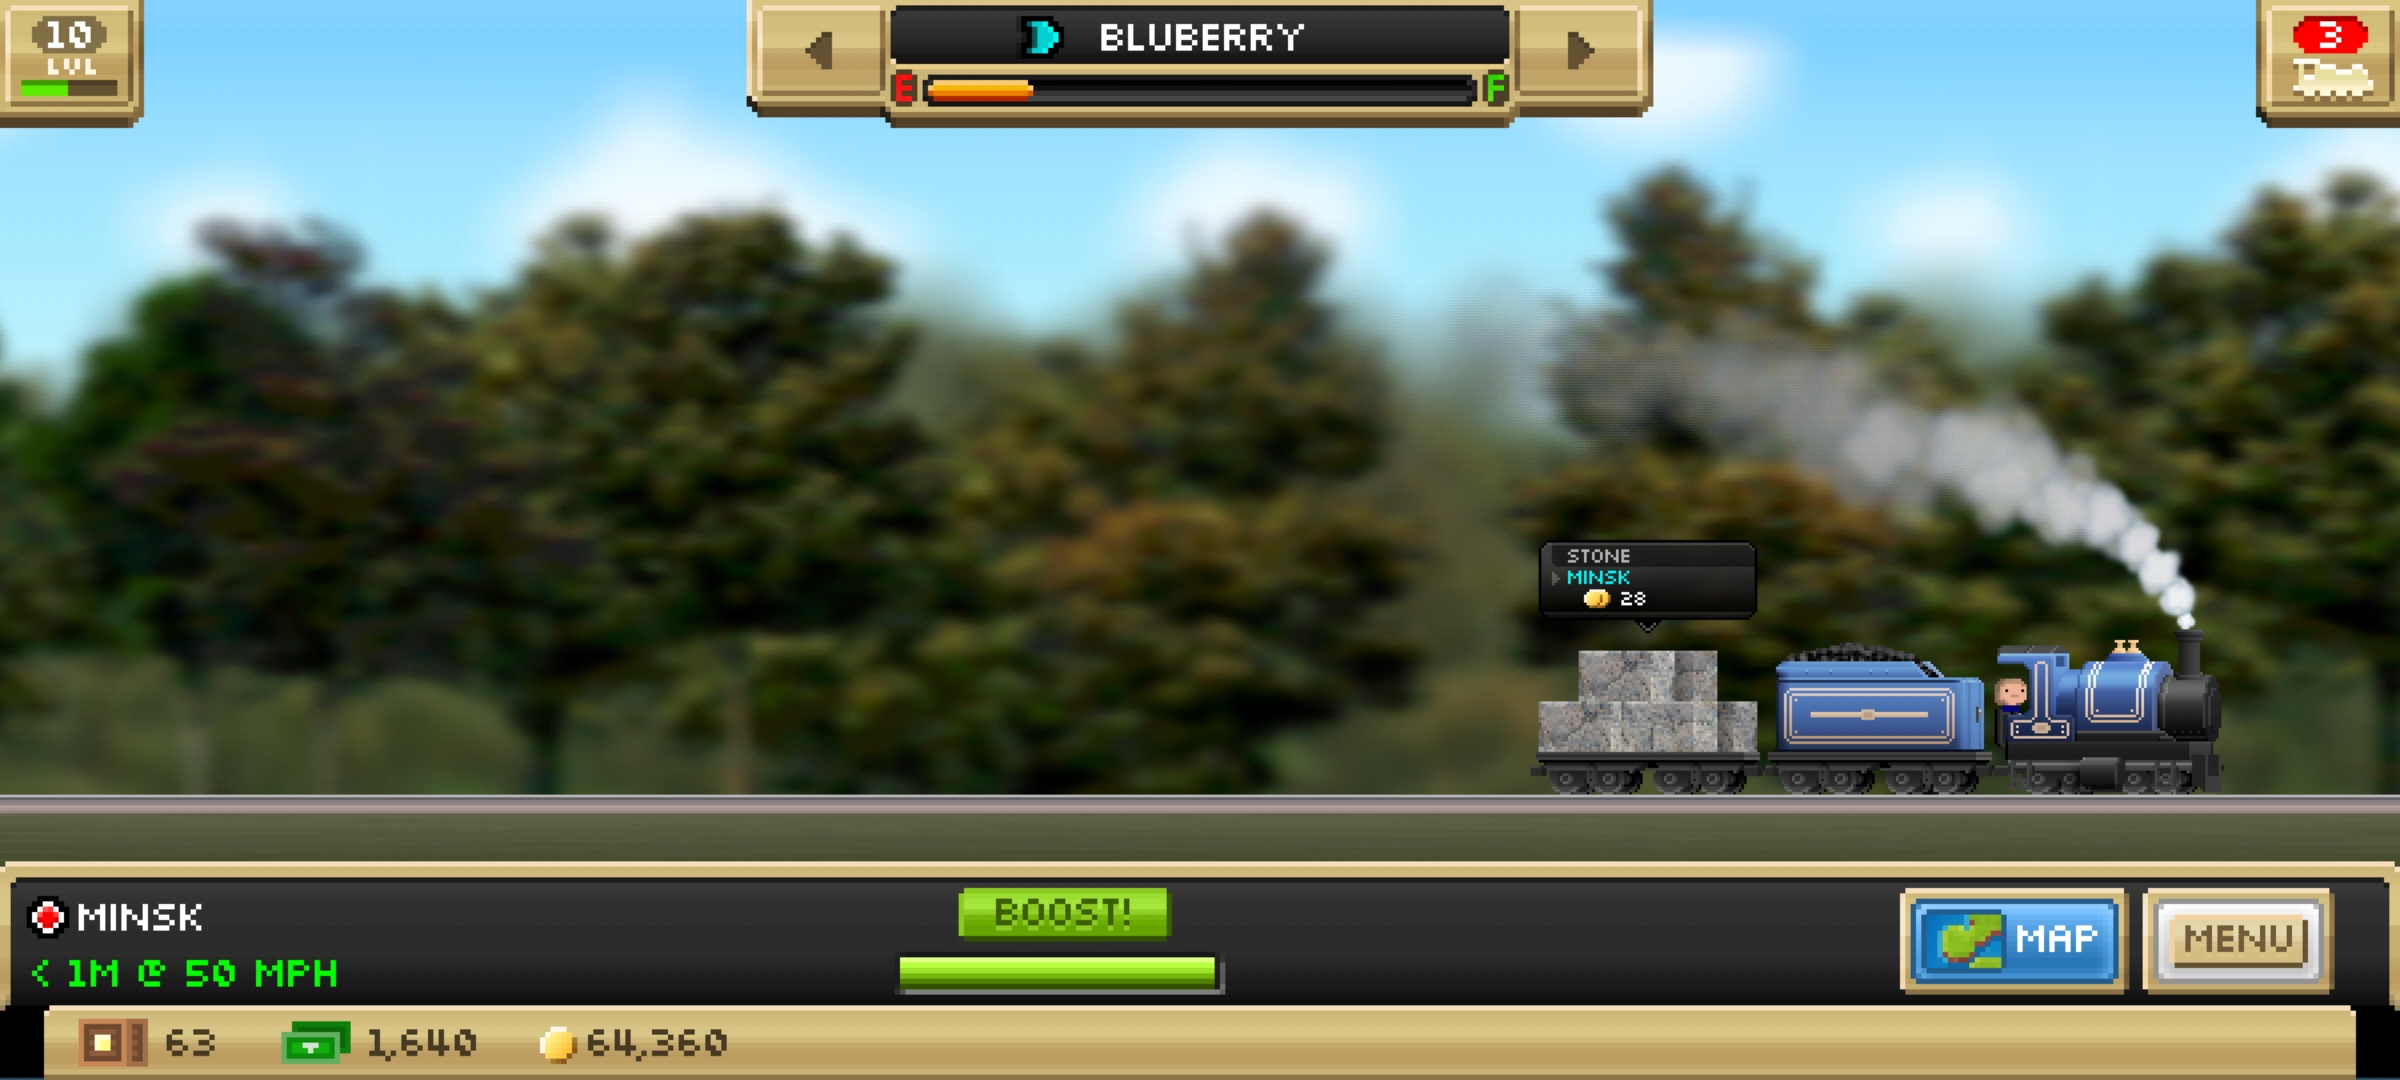 10
LVL
BLUBERRY
E F
3
STONE
MINSK
28
MINSK
< 1M @ 50 MPH
BOOST!
MAP
MENU
63
1,640
64,360